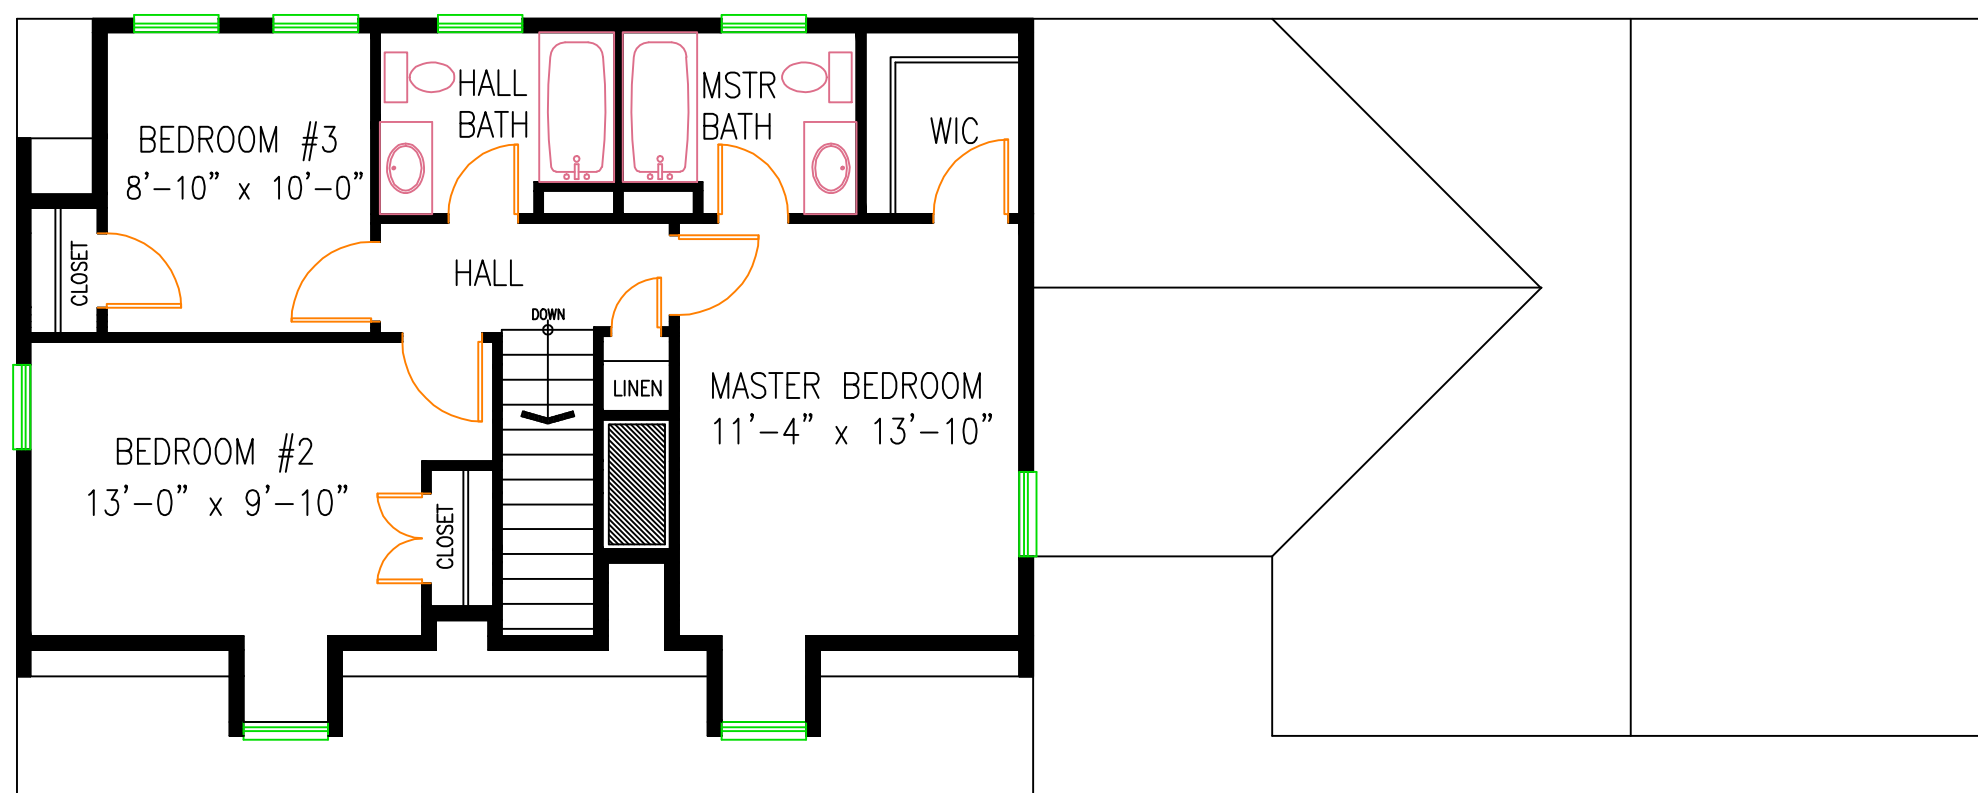 HALL
BATH
MSTR
BATH
BEDROOM #3
8'-10" x 10'-0"
WIC
CLOSET
HALL
DOWN
LINEN
MASTER BEDROOM
11'-4" x 13'-10"
BEDROOM #2
13'-0" x 9'-10"
CLOSET